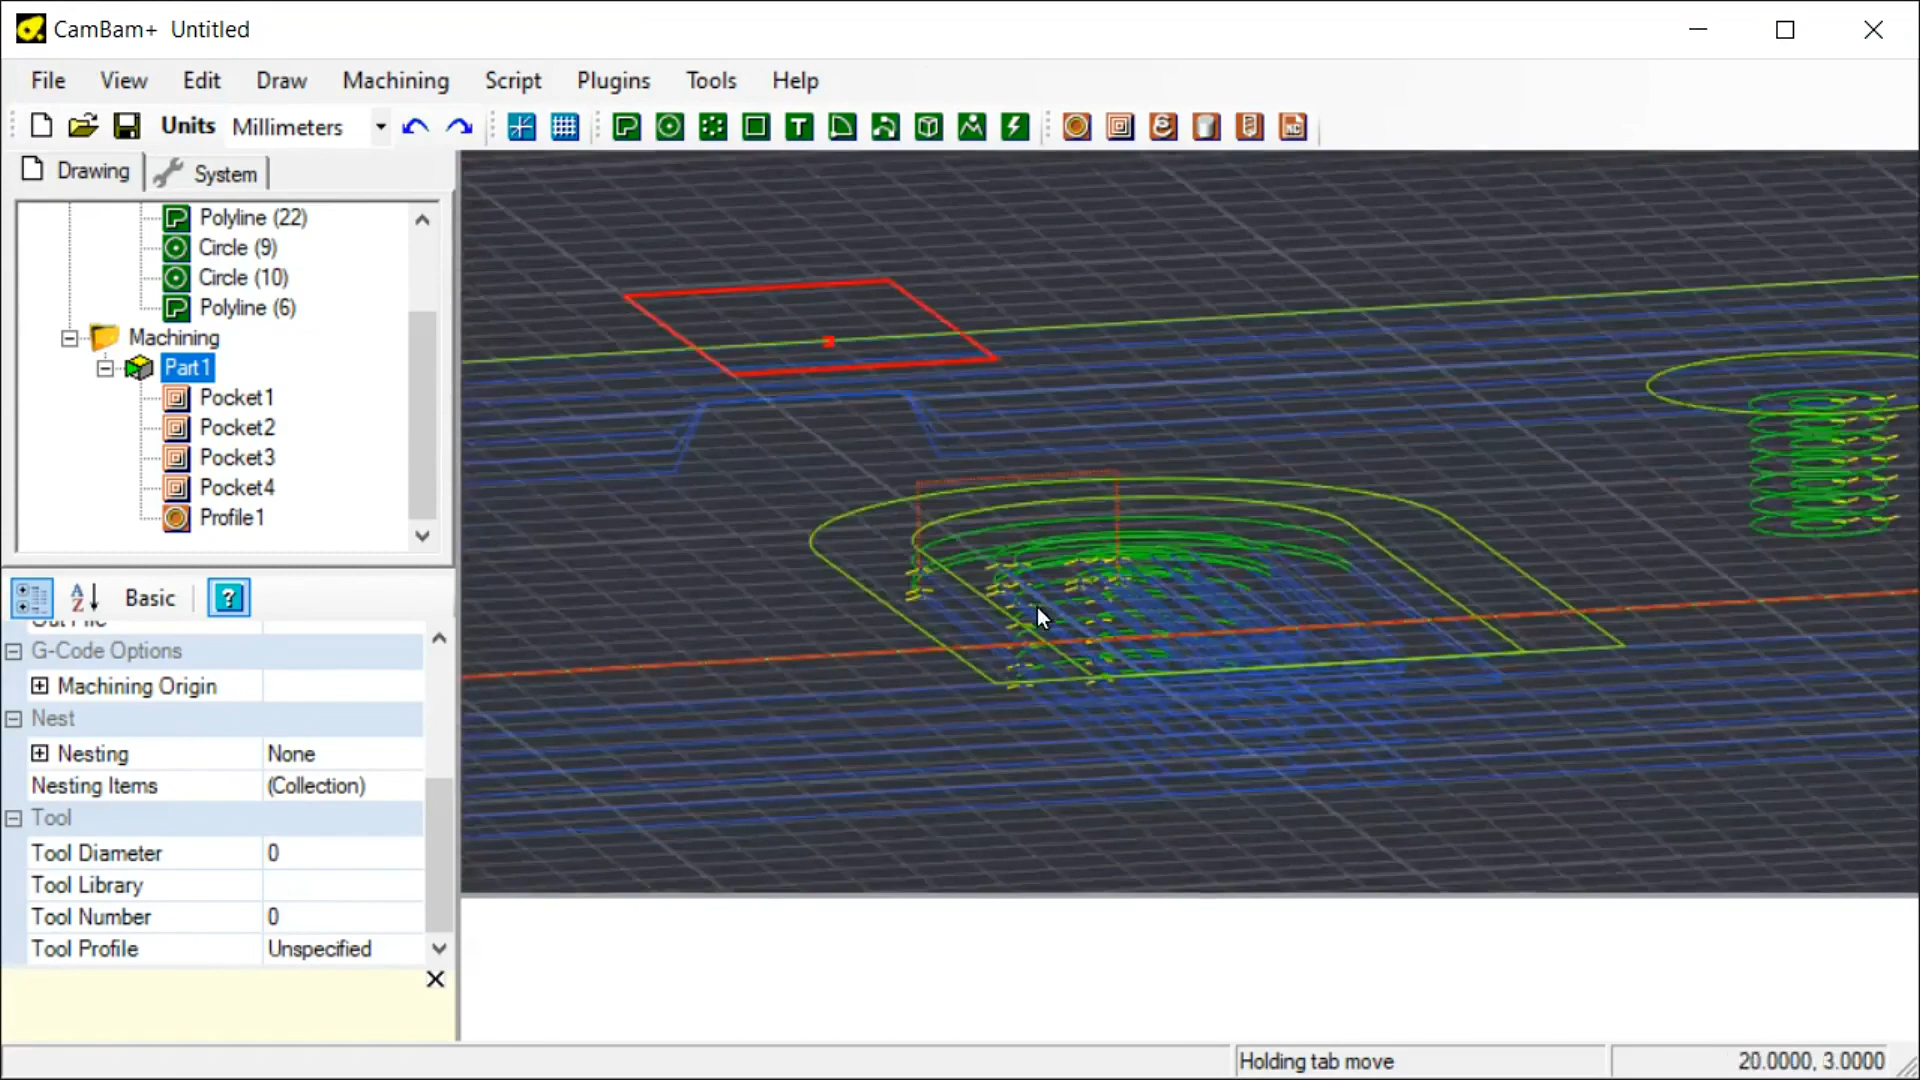 CamBam+ Untitled
File View Edit Draw Machining Script Plugins Tools Help
Units Millimeters
Drawing System
Polyline (22)
Circle (9)
Circle (10)
Polyline (6)
Machining
Part1
Pocket1
Pocket2
Pocket3
Pocket4
Profile1
Basic
Out File
G-Code Options
Machining Origin
Nest
Nesting None
Nesting Items (Collection)
Tool
Tool Diameter 0
Tool Library
Tool Number 0
Tool Profile Unspecified
Holding tab move 20.0000, 3.0000